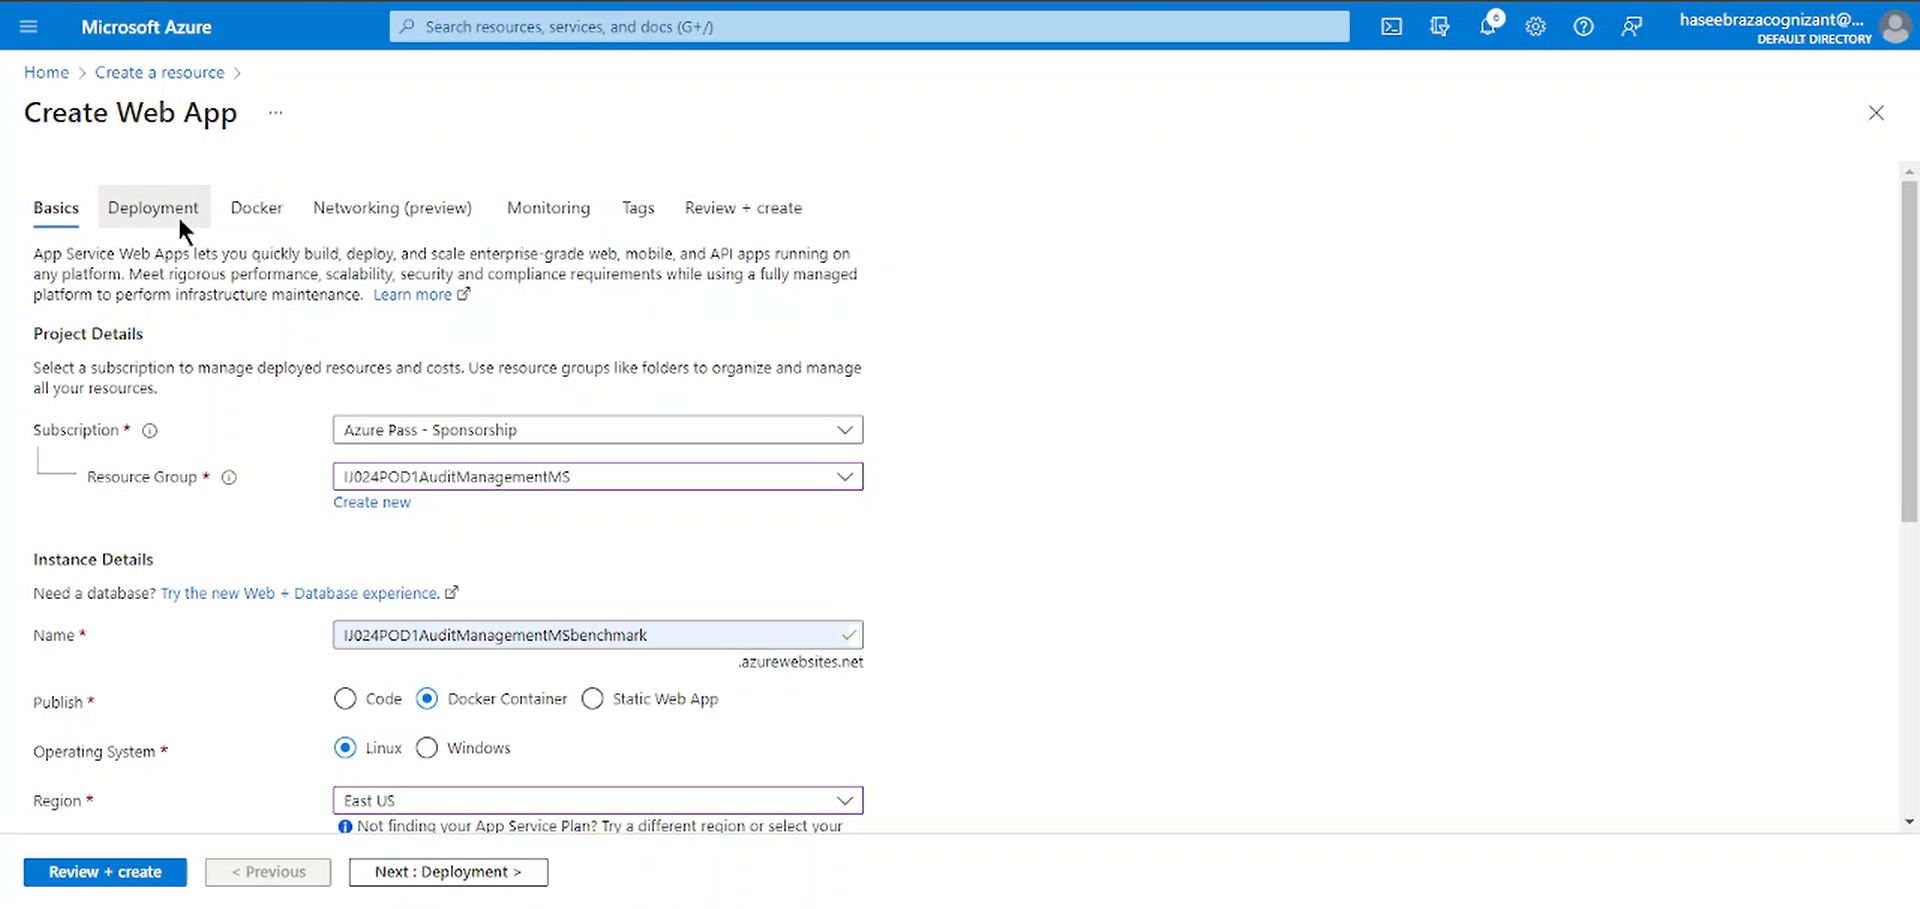 Microsoft Azure
Search resources, services, and docs (G+/)
6
haseebrazacognizant@...
DEFAULT DIRECTORY
Home > Create a resource >
Create Web App ...
Basics Deployment Docker Networking (preview) Monitoring Tags Review + create
App Service Web Apps lets you quickly build, deploy, and scale enterprise-grade web, mobile, and API apps running on
any platform. Meet rigorous performance, scalability, security and compliance requirements while using a fully managed
platform to perform infrastructure maintenance. Learn more
Project Details
Select a subscription to manage deployed resources and costs. Use resource groups like folders to organize and manage
all your resources.
Subscription *
Azure Pass - Sponsorship
Resource Group *
IJ024POD1AuditManagementMS
Create new
Instance Details
Need a database? Try the new Web + Database experience.
Name *
IJ024POD1AuditManagementMSbenchmark
.azurewebsites.net
Publish *
Code Docker Container Static Web App
Operating System *
Linux Windows
Region *
East US
Not finding your App Service Plan? Try a different region or select your
Review + create < Previous Next : Deployment >